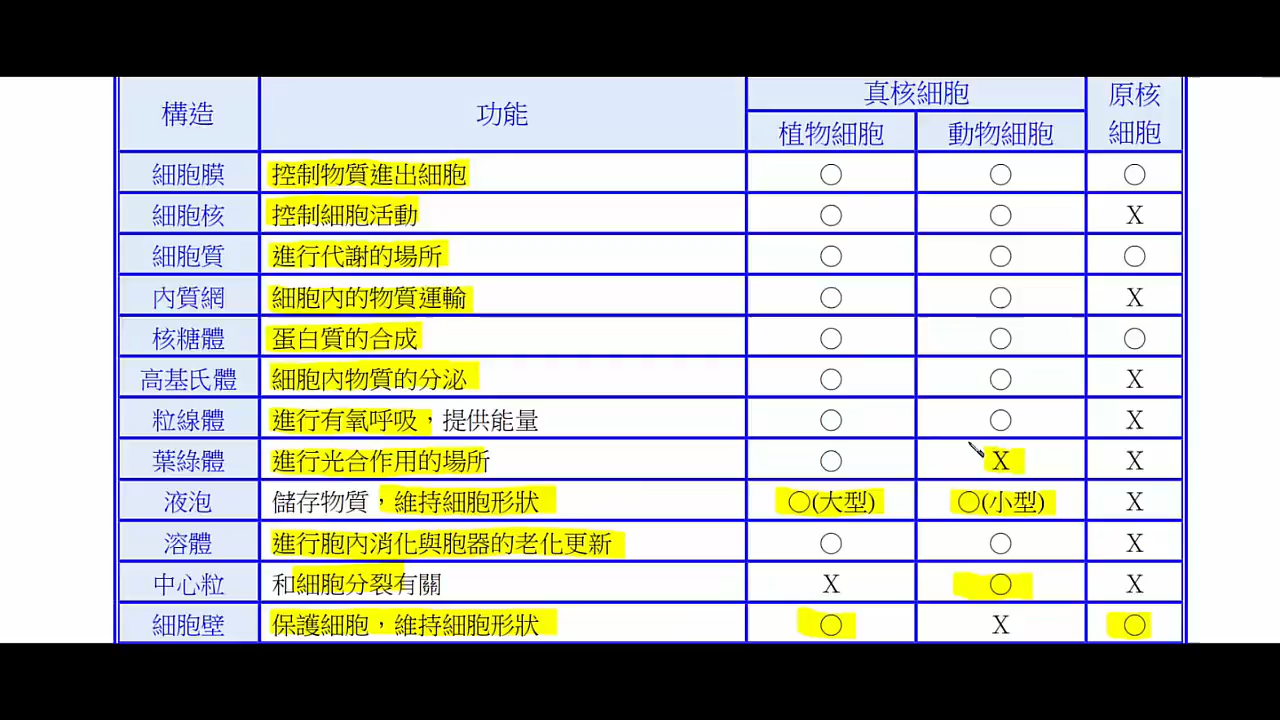 構造 功能 真核細胞 原核細胞
植物細胞 動物細胞
細胞膜 控制物質進出細胞 ○ ○ ○
細胞核 控制細胞活動 ○ ○ X
細胞質 進行代謝的場所 ○ ○ ○
內質網 細胞內的物質運輸 ○ ○ X
核糖體 蛋白質的合成 ○ ○ ○
高基氏體 細胞內物質的分泌 ○ ○ X
粒線體 進行有氧呼吸，提供能量 ○ ○ X
葉綠體 進行光合作用的場所 ○ X X
液泡 儲存物質，維持細胞形狀 ○(大型) ○(小型) X
溶體 進行胞內消化與胞器的老化更新 ○ ○ X
中心粒 和細胞分裂有關 X ○ X
細胞壁 保護細胞，維持細胞形狀 ○ X ○